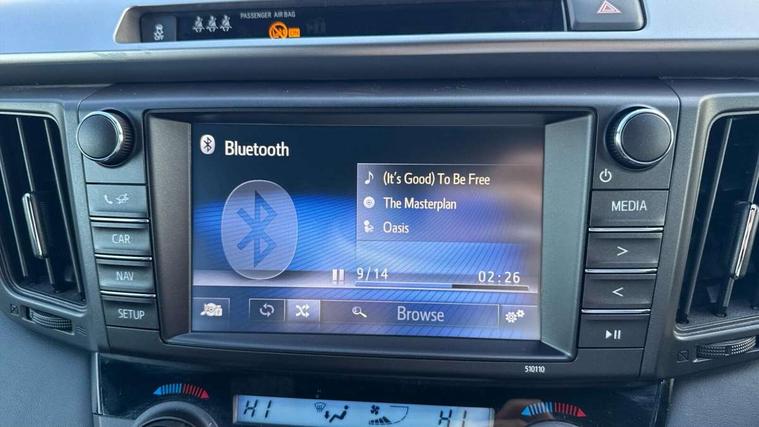 PASSENGER AIR BAG
Bluetooth
(It's Good) To Be Free
The Masterplan
Oasis
9/14
02:26
Browse
CAR
NAV
SETUP
MEDIA
>
<
510110
HI
HI